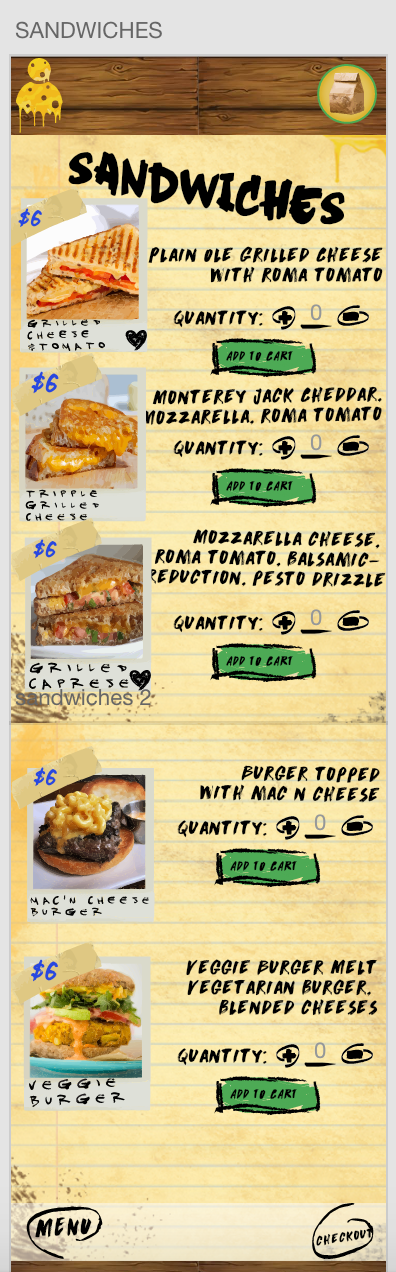 SANDWICHES
SANDWICHES
$6
PLAIN OLE GRILLED CHEESE
WITH ROMA TOMATO
QUANTITY: 0
GRILLED
CHEESE
&TOMATO
ADD TO CART
$6
MONTEREY JACK CHEDDAR,
MOZZARELLA, ROMA TOMATO
QUANTITY: 0
ADD TO CART
TRIPPLE
GRILLED
CHEESE
$6
MOZZARELLA CHEESE,
ROMA TOMATO, BALSAMIC-
REDUCTION, PESTO DRIZZLE
QUANTITY: 0
ADD TO CART
GRILLED
CAPRESE
sandwiches 2
$6
BURGER TOPPED
WITH MAC N CHEESE
QUANTITY: 0
ADD TO CART
MAC'N CHEESE
BURGER
$6
VEGGIE BURGER MELT
VEGETARIAN BURGER,
BLENDED CHEESES
QUANTITY: 0
ADD TO CART
VEGGIE
BURGER
MENU
CHECKOUT